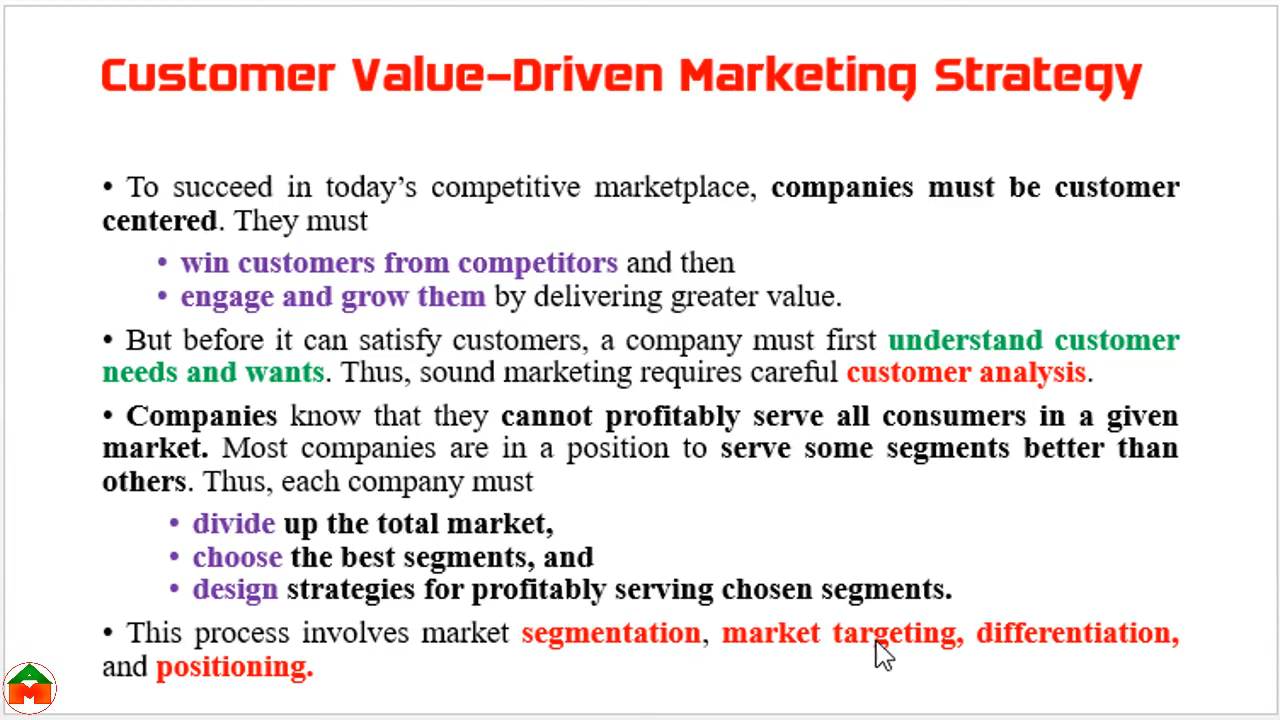 Customer Value-Driven Marketing Strategy
• To succeed in today's competitive marketplace, companies must be customer
centered. They must
• win customers from competitors and then
• engage and grow them by delivering greater value.
• But before it can satisfy customers, a company must first understand customer
needs and wants. Thus, sound marketing requires careful customer analysis.
• Companies know that they cannot profitably serve all consumers in a given
market. Most companies are in a position to serve some segments better than
others. Thus, each company must
• divide up the total market,
• choose the best segments, and
• design strategies for profitably serving chosen segments.
• This process involves market segmentation, market targeting, differentiation,
and positioning.